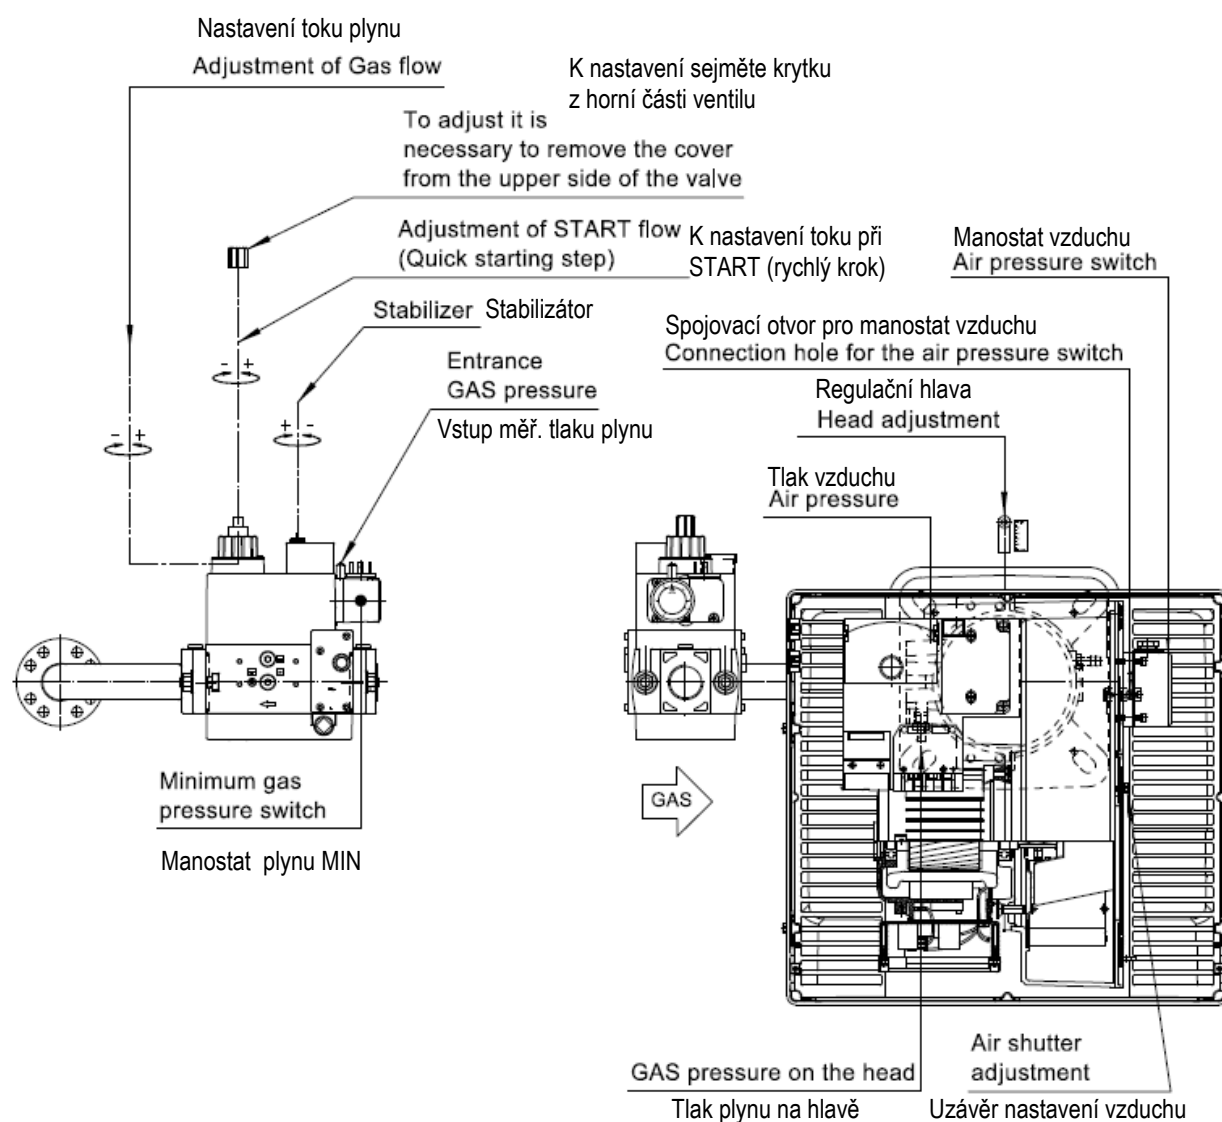 Nastavení toku plynu
Adjustment of Gas flow
K nastavení sejměte krytku
z horní části ventilu
To adjust it is
necessary to remove the cover
from the upper side of the valve
Adjustment of START flow
(Quick starting step)
K nastavení toku při
START (rychlý krok)
Manostat vzduchu
Air pressure switch
Stabilizer Stabilizátor
Spojovací otvor pro manostat vzduchu
Connection hole for the air pressure switch
Entrance
GAS pressure
Vstup měř. tlaku plynu
Regulační hlava
Head adjustment
Tlak vzduchu
Air pressure
- +
+ -
- +
Minimum gas
pressure switch
Manostat plynu MIN
GAS
GAS pressure on the head
Tlak plynu na hlavě
Air shutter
adjustment
Uzávěr nastavení vzduchu